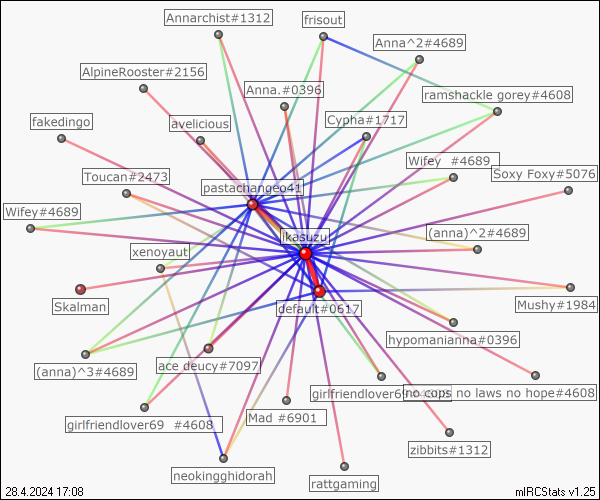 Annarchist#1312
frisout
Anna^2#4689
AlpineRooster#2156
Anna.#0396
ramshackle gorey#4608
fakedingo
avelicious
Cypha#1717
Toucan#2473
Wifey #4689
Soxy Foxy#5076
pastachangeo41
Wifey#4689
ikasuzu
(anna)^2#4689
xenoyaut
Skalman
default#0617
Mushy#1984
hypomanianna#0396
(anna)^3#4689
ace deucy#7097
girlfriendlover69
no cops no laws no hope#4608
girlfriendlover69 #4608
Mad #6901
zibbits#1312
neokingghidorah
rattgaming
28.4.2024 17:08
mIRCStats v1.25